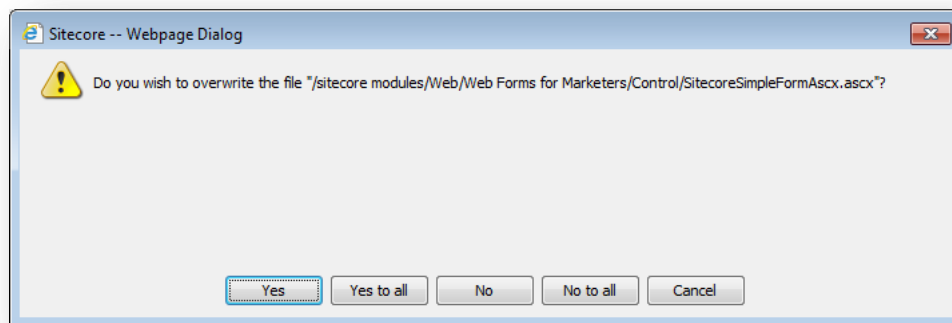 Sitecore -- Webpage Dialog
Do you wish to overwrite the file "/sitecore modules/Web/Web Forms for Marketers/Control/SitecoreSimpleFormAscx.ascx"?
Yes
Yes to all
No
No to all
Cancel